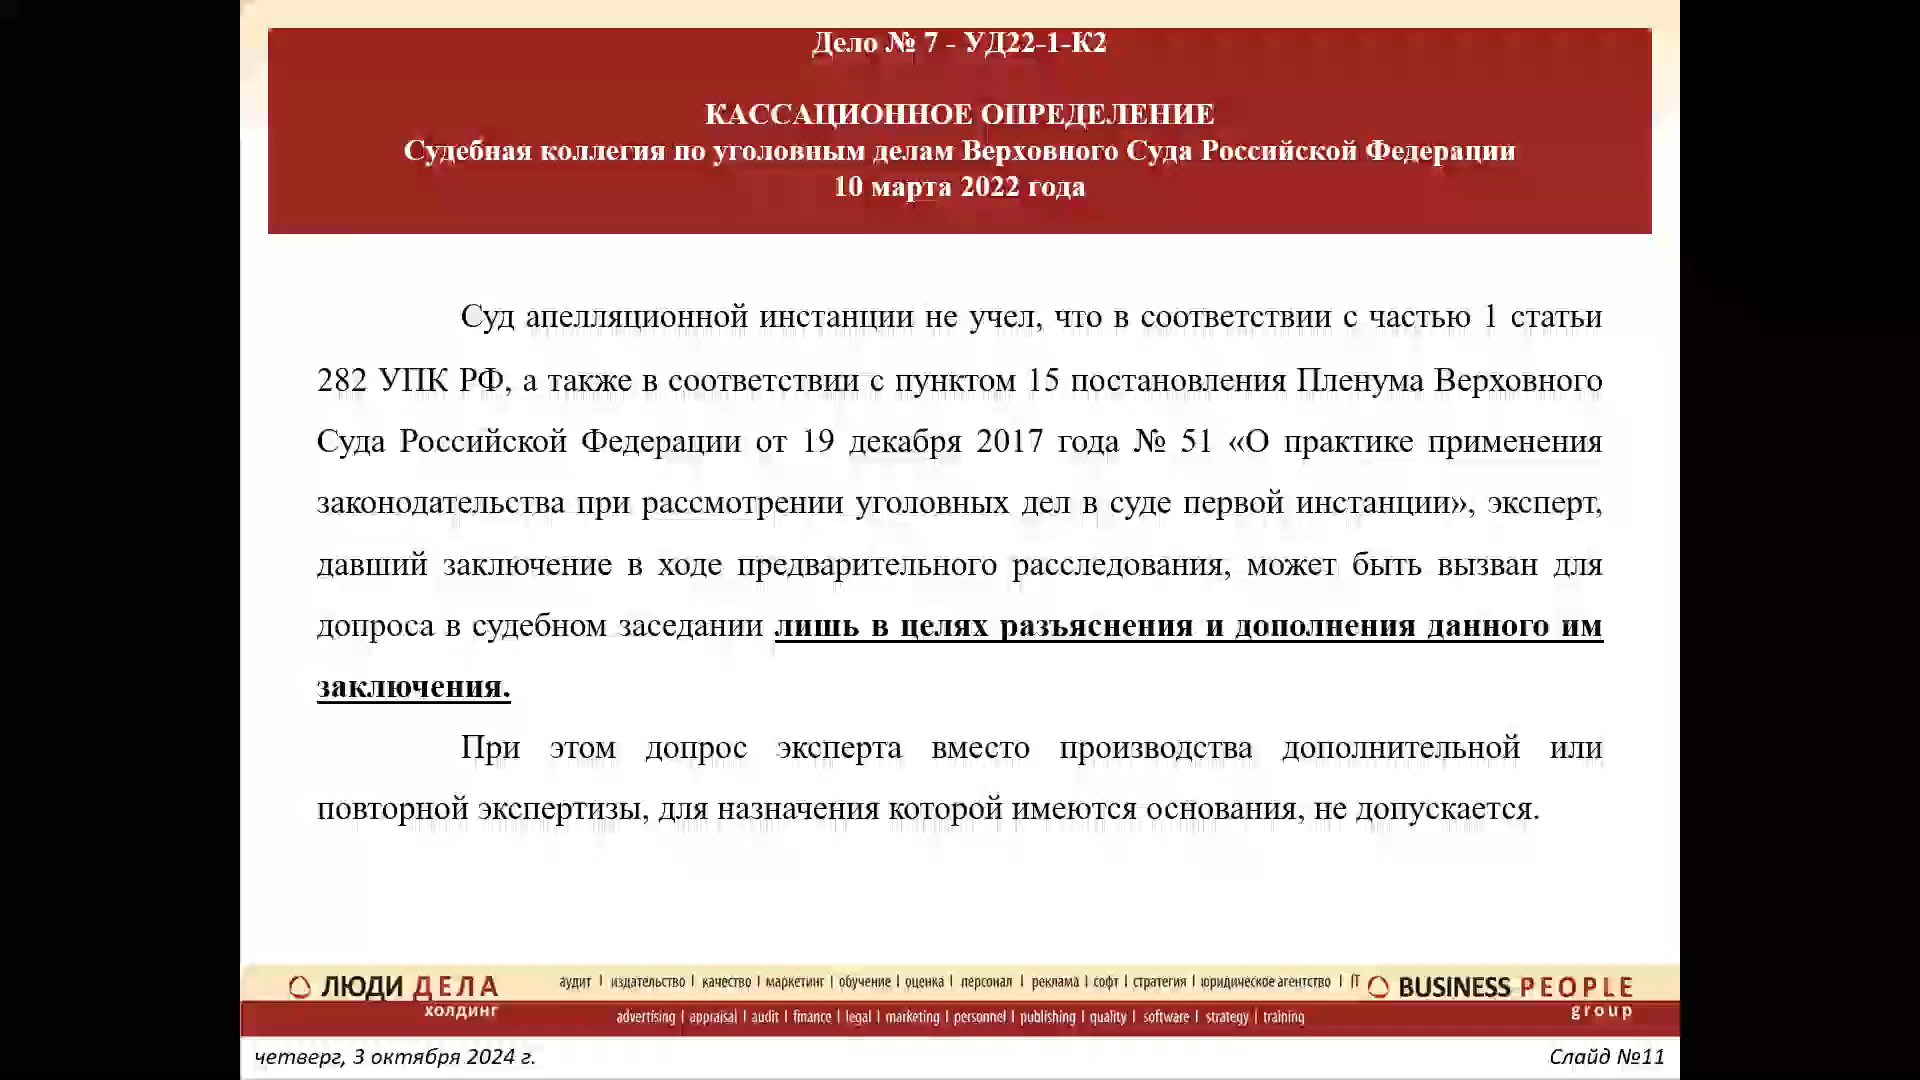 Дело № 7 - УД22-1-К2
КАССАЦИОННОЕ ОПРЕДЕЛЕНИЕ
Судебная коллегия по уголовным делам Верховного Суда Российской Федерации
10 марта 2022 года
Суд апелляционной инстанции не учел, что в соответствии с частью 1 статьи
282 УПК РФ, а также в соответствии с пунктом 15 постановления Пленума Верховного
Суда Российской Федерации от 19 декабря 2017 года № 51 «О практике применения
законодательства при рассмотрении уголовных дел в суде первой инстанции», эксперт,
давший заключение в ходе предварительного расследования, может быть вызван для
допроса в судебном заседании лишь в целях разъяснения и дополнения данного им
заключения.
При этом допрос эксперта вместо производства дополнительной или
повторной экспертизы, для назначения которой имеются основания, не допускается.
ЛЮДИ ДЕЛА
холдинг
аудит | издательство | качество | маркетинг | обучение | оценка | персонал | реклама | софт | стратегия | юридическое агентство | IT
advertising | appraisal | audit | finance | legal | marketing | personnel | publishing | quality | software | strategy | training
BUSINESS PEOPLE
group
четверг, 3 октября 2024 г.
Слайд №11